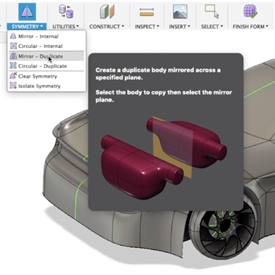 SYMMETRY▾ UTILITIES▾ CONSTRUCT▾ INSPECT▾ INSERT▾ SELECT▾ FINISH FORM▾
Mirror - Internal
Circular - Internal
Mirror - Duplicate
Circular - Duplicate
Clear Symmetry
Isolate Symmetry
Create a duplicate body mirrored across a
specified plane.
Select the body to copy then select the mirror
plane.